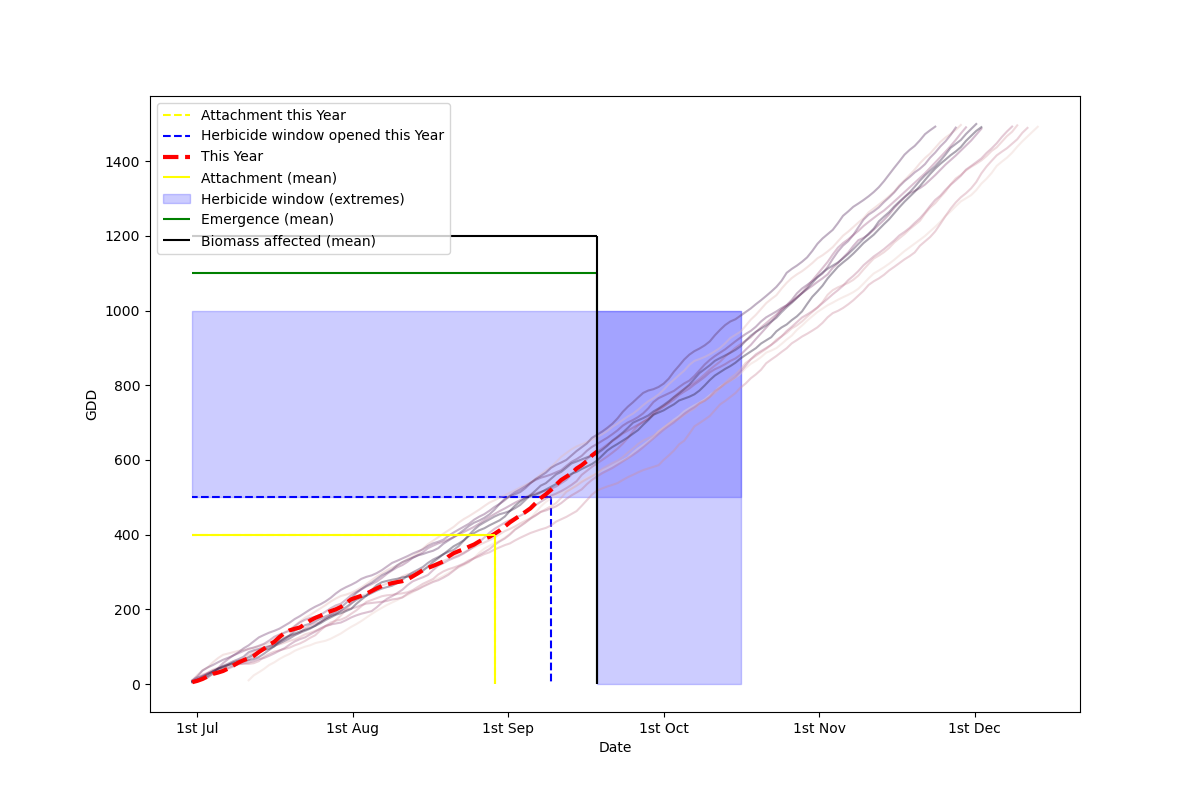 Attachment this Year
Herbicide window opened this Year
This Year
Attachment (mean)
Herbicide window (extremes)
Emergence (mean)
Biomass affected (mean)
1400
1200
1000
800
600
400
200
0
GDD
1st Jul
1st Aug
1st Sep
1st Oct
1st Nov
1st Dec
Date